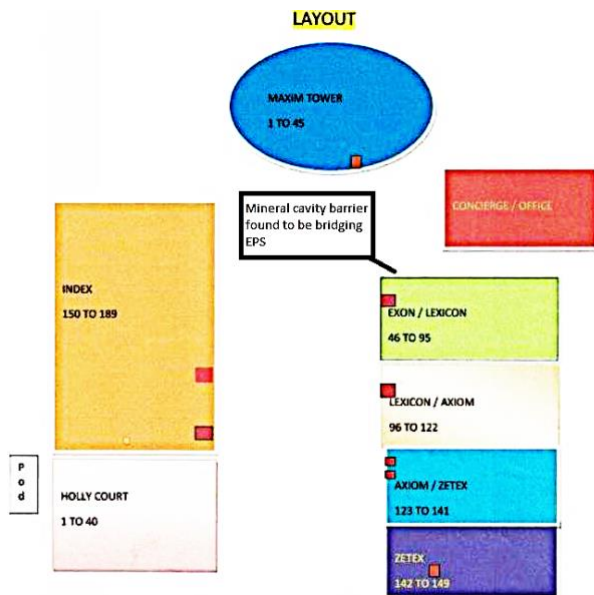 LAYOUT
MAXIM TOWER
1 TO 45
Mineral cavity barrier
found to be bridging
EPS
CONCIERGE / OFFICE
INDEX
150 TO 189
EXON / LEXICON
46 TO 95
LEXICON / AXIOM
96 TO 122
Pod
HOLLY COURT
1 TO 40
AXIOM / ZETEX
123 TO 141
ZETEX
142 TO 149